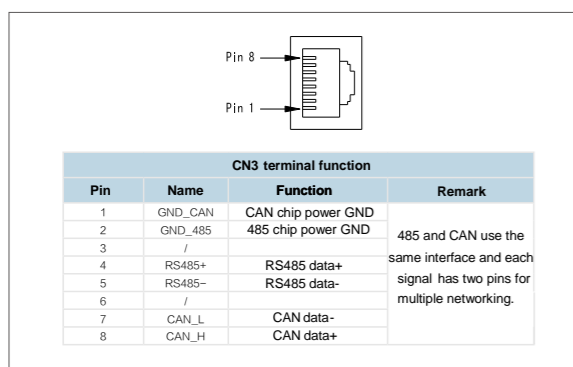 Pin 8
Pin 1
CN3 terminal function
Pin Name Function Remark
1 GND_CAN CAN chip power GND
2 GND_485 485 chip power GND
3 /
4 RS485+ RS485 data+
5 RS485− RS485 data-
6 /
7 CAN_L CAN data-
8 CAN_H CAN data+
485 and CAN use the
same interface and each
signal has two pins for
multiple networking.